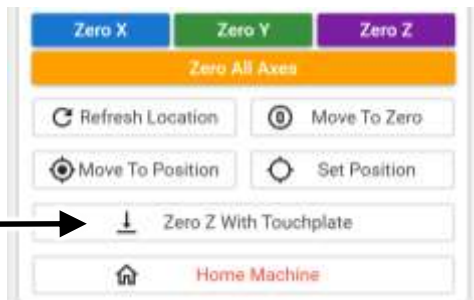 Zero X Zero Y Zero Z
Zero All Axes
Refresh Location Move To Zero
Move To Position Set Position
Zero Z With Touchplate
Home Machine